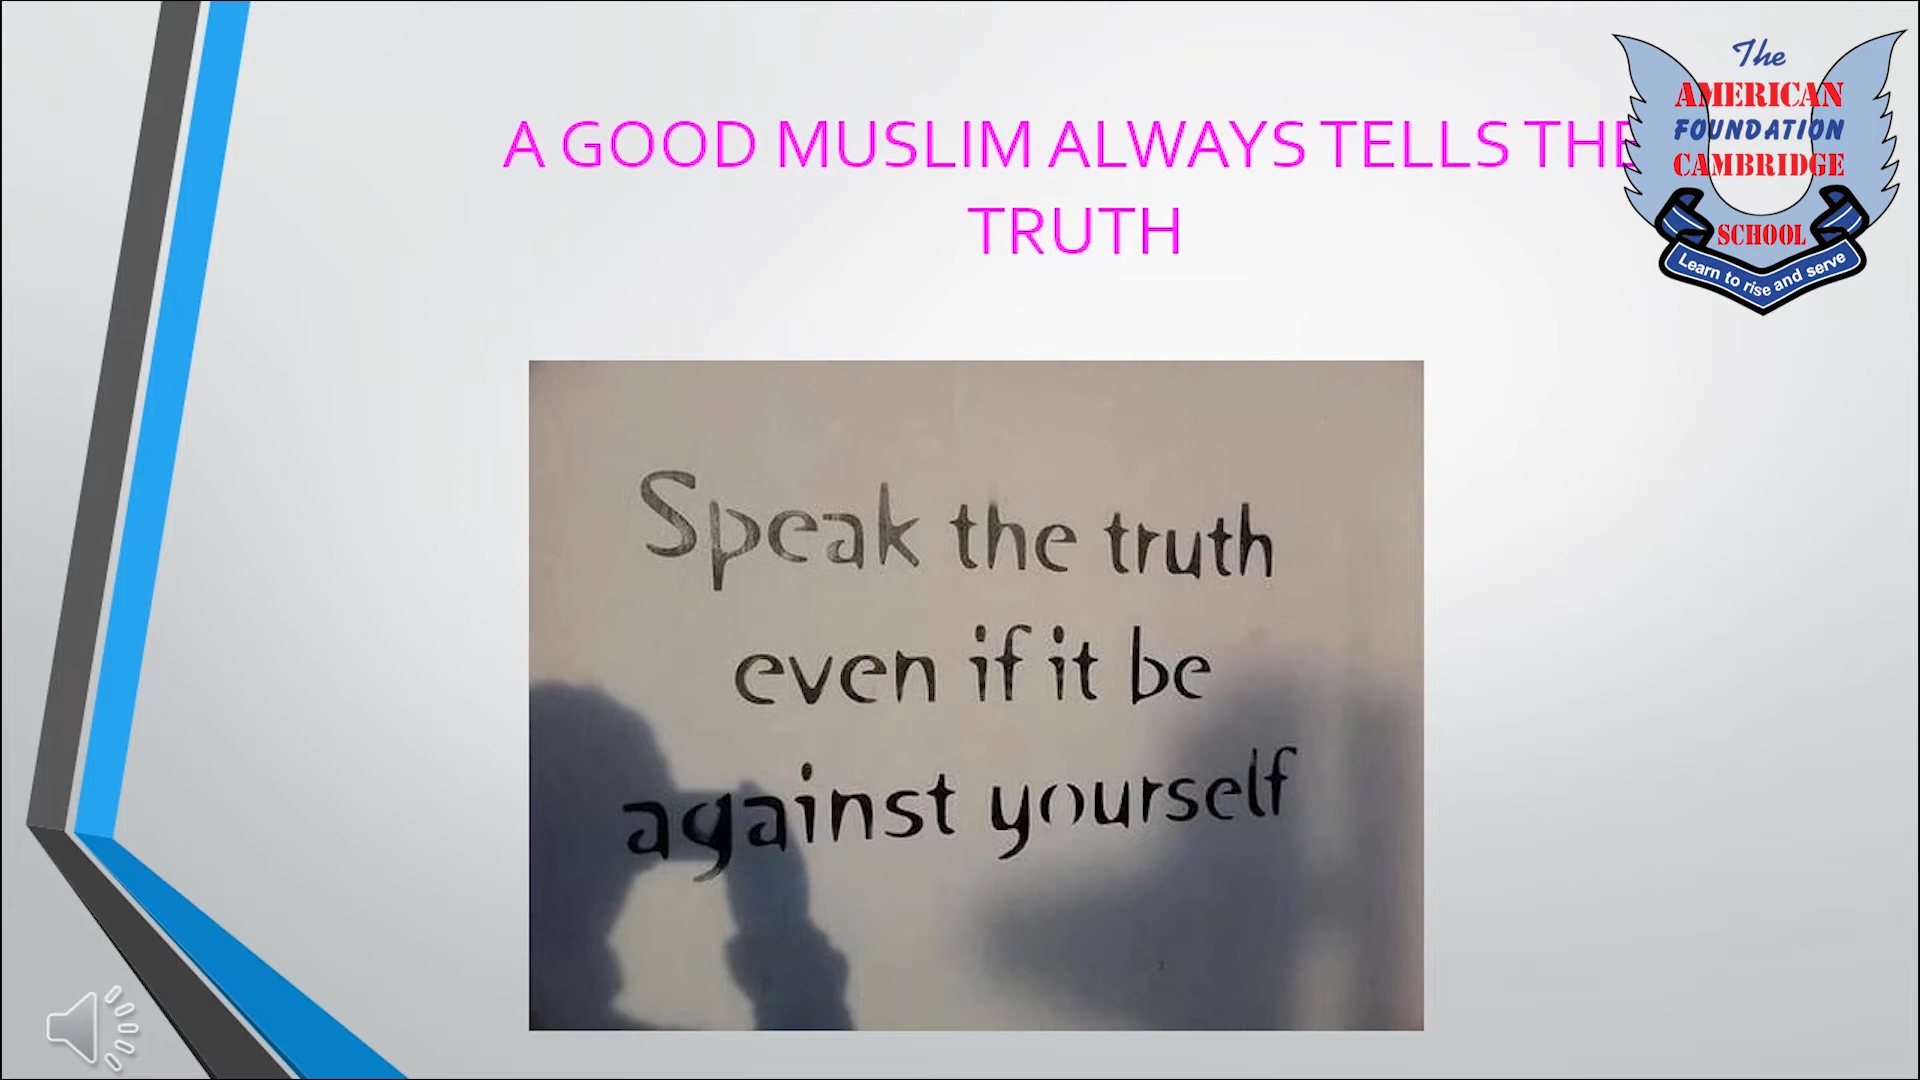 A GOOD MUSLIM ALWAYS TELLS THE
TRUTH
The
AMERICAN
FOUNDATION
CAMBRIDGE
SCHOOL
Learn to rise and serve
Speak the truth
even if it be
against yourself